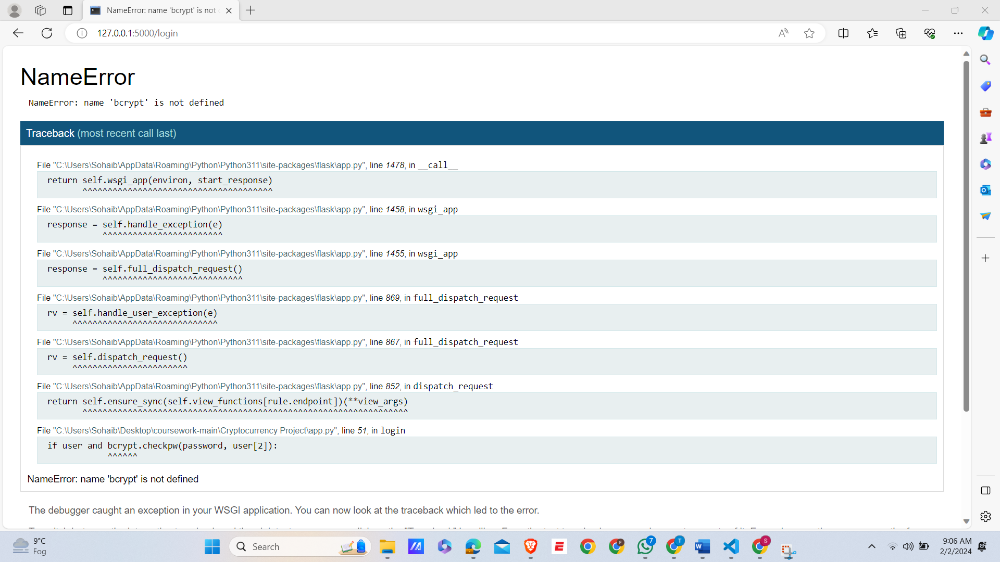 NameError: name 'bcrypt' is not
127.0.0.1:5000/login
NameError
NameError: name 'bcrypt' is not defined
Traceback (most recent call last)
File "C:\Users\Sohaib\AppData\Roaming\Python\Python311\site-packages\flask\app.py", line 1478, in __call__
return self.wsgi_app(environ, start_response)
^^^^^^^^^^^^^^^^^^^^^^^^^^^^^^^^^^^^^^
File "C:\Users\Sohaib\AppData\Roaming\Python\Python311\site-packages\flask\app.py", line 1458, in wsgi_app
response = self.handle_exception(e)
^^^^^^^^^^^^^^^^^^^^^^^^
File "C:\Users\Sohaib\AppData\Roaming\Python\Python311\site-packages\flask\app.py", line 1455, in wsgi_app
response = self.full_dispatch_request()
^^^^^^^^^^^^^^^^^^^^^^^^^^^^
File "C:\Users\Sohaib\AppData\Roaming\Python\Python311\site-packages\flask\app.py", line 869, in full_dispatch_request
rv = self.handle_user_exception(e)
^^^^^^^^^^^^^^^^^^^^^^^^^^^^^
File "C:\Users\Sohaib\AppData\Roaming\Python\Python311\site-packages\flask\app.py", line 867, in full_dispatch_request
rv = self.dispatch_request()
^^^^^^^^^^^^^^^^^^^^^^^
File "C:\Users\Sohaib\AppData\Roaming\Python\Python311\site-packages\flask\app.py", line 852, in dispatch_request
return self.ensure_sync(self.view_functions[rule.endpoint])(**view_args)
^^^^^^^^^^^^^^^^^^^^^^^^^^^^^^^^^^^^^^^^^^^^^^^^^^^^^^^^^^^^^^^^^
File "C:\Users\Sohaib\Desktop\coursework-main\Cryptocurrency Project\app.py", line 51, in login
if user and bcrypt.checkpw(password, user[2]):
^^^^^^
NameError: name 'bcrypt' is not defined
The debugger caught an exception in your WSGI application. You can now look at the traceback which led to the error.
9°C
Fog
Search
7
9:06 AM
2/2/2024